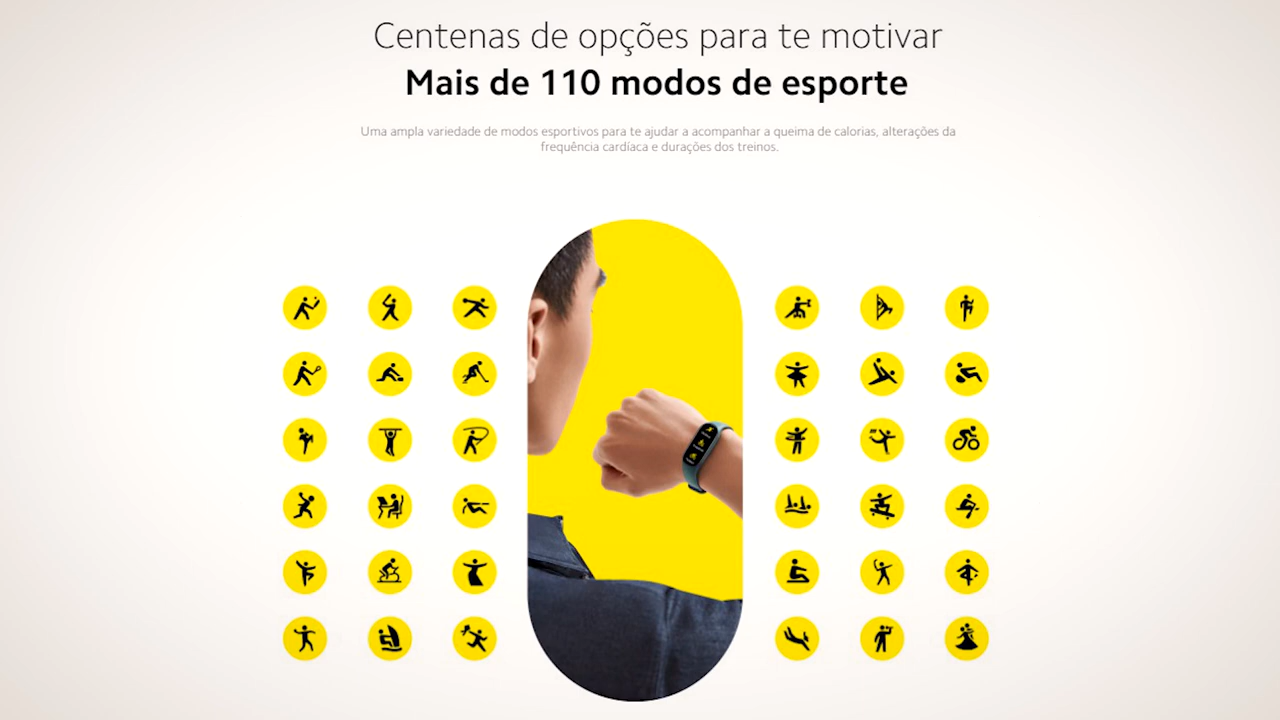 Centenas de opções para te motivar
Mais de 110 modos de esporte
Uma ampla variedade de modos esportivos para te ajudar a acompanhar a queima de calorias, alterações da
frequência cardíaca e durações dos treinos.